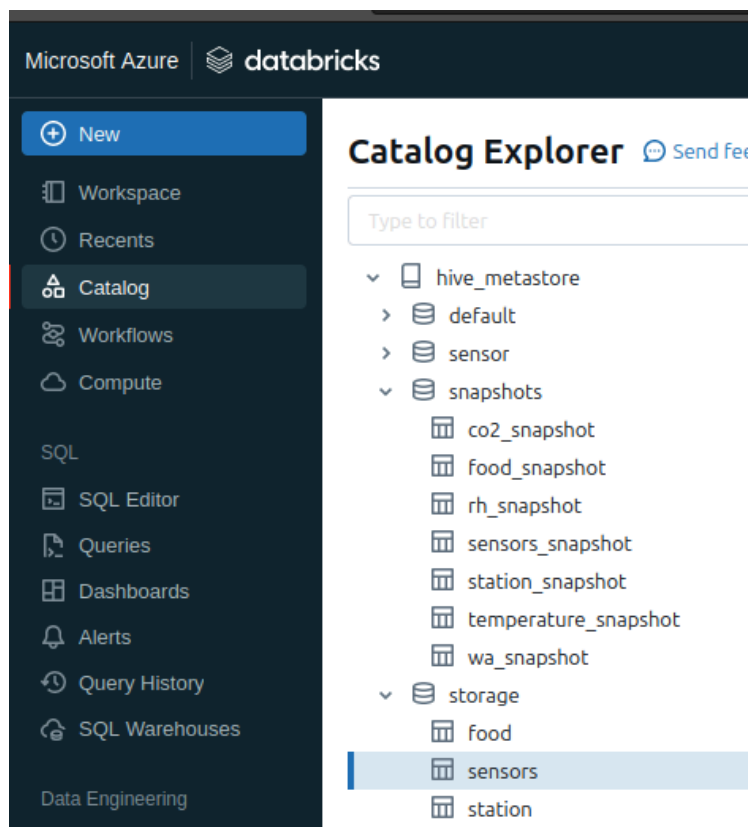 Microsoft Azure databricks
New
Workspace
Recents
Catalog
Workflows
Compute
SQL
SQL Editor
Queries
Dashboards
Alerts
Query History
SQL Warehouses
Data Engineering
Catalog Explorer Send fee
Type to filter
hive_metastore
default
sensor
snapshots
co2_snapshot
food_snapshot
rh_snapshot
sensors_snapshot
station_snapshot
temperature_snapshot
wa_snapshot
storage
food
sensors
station